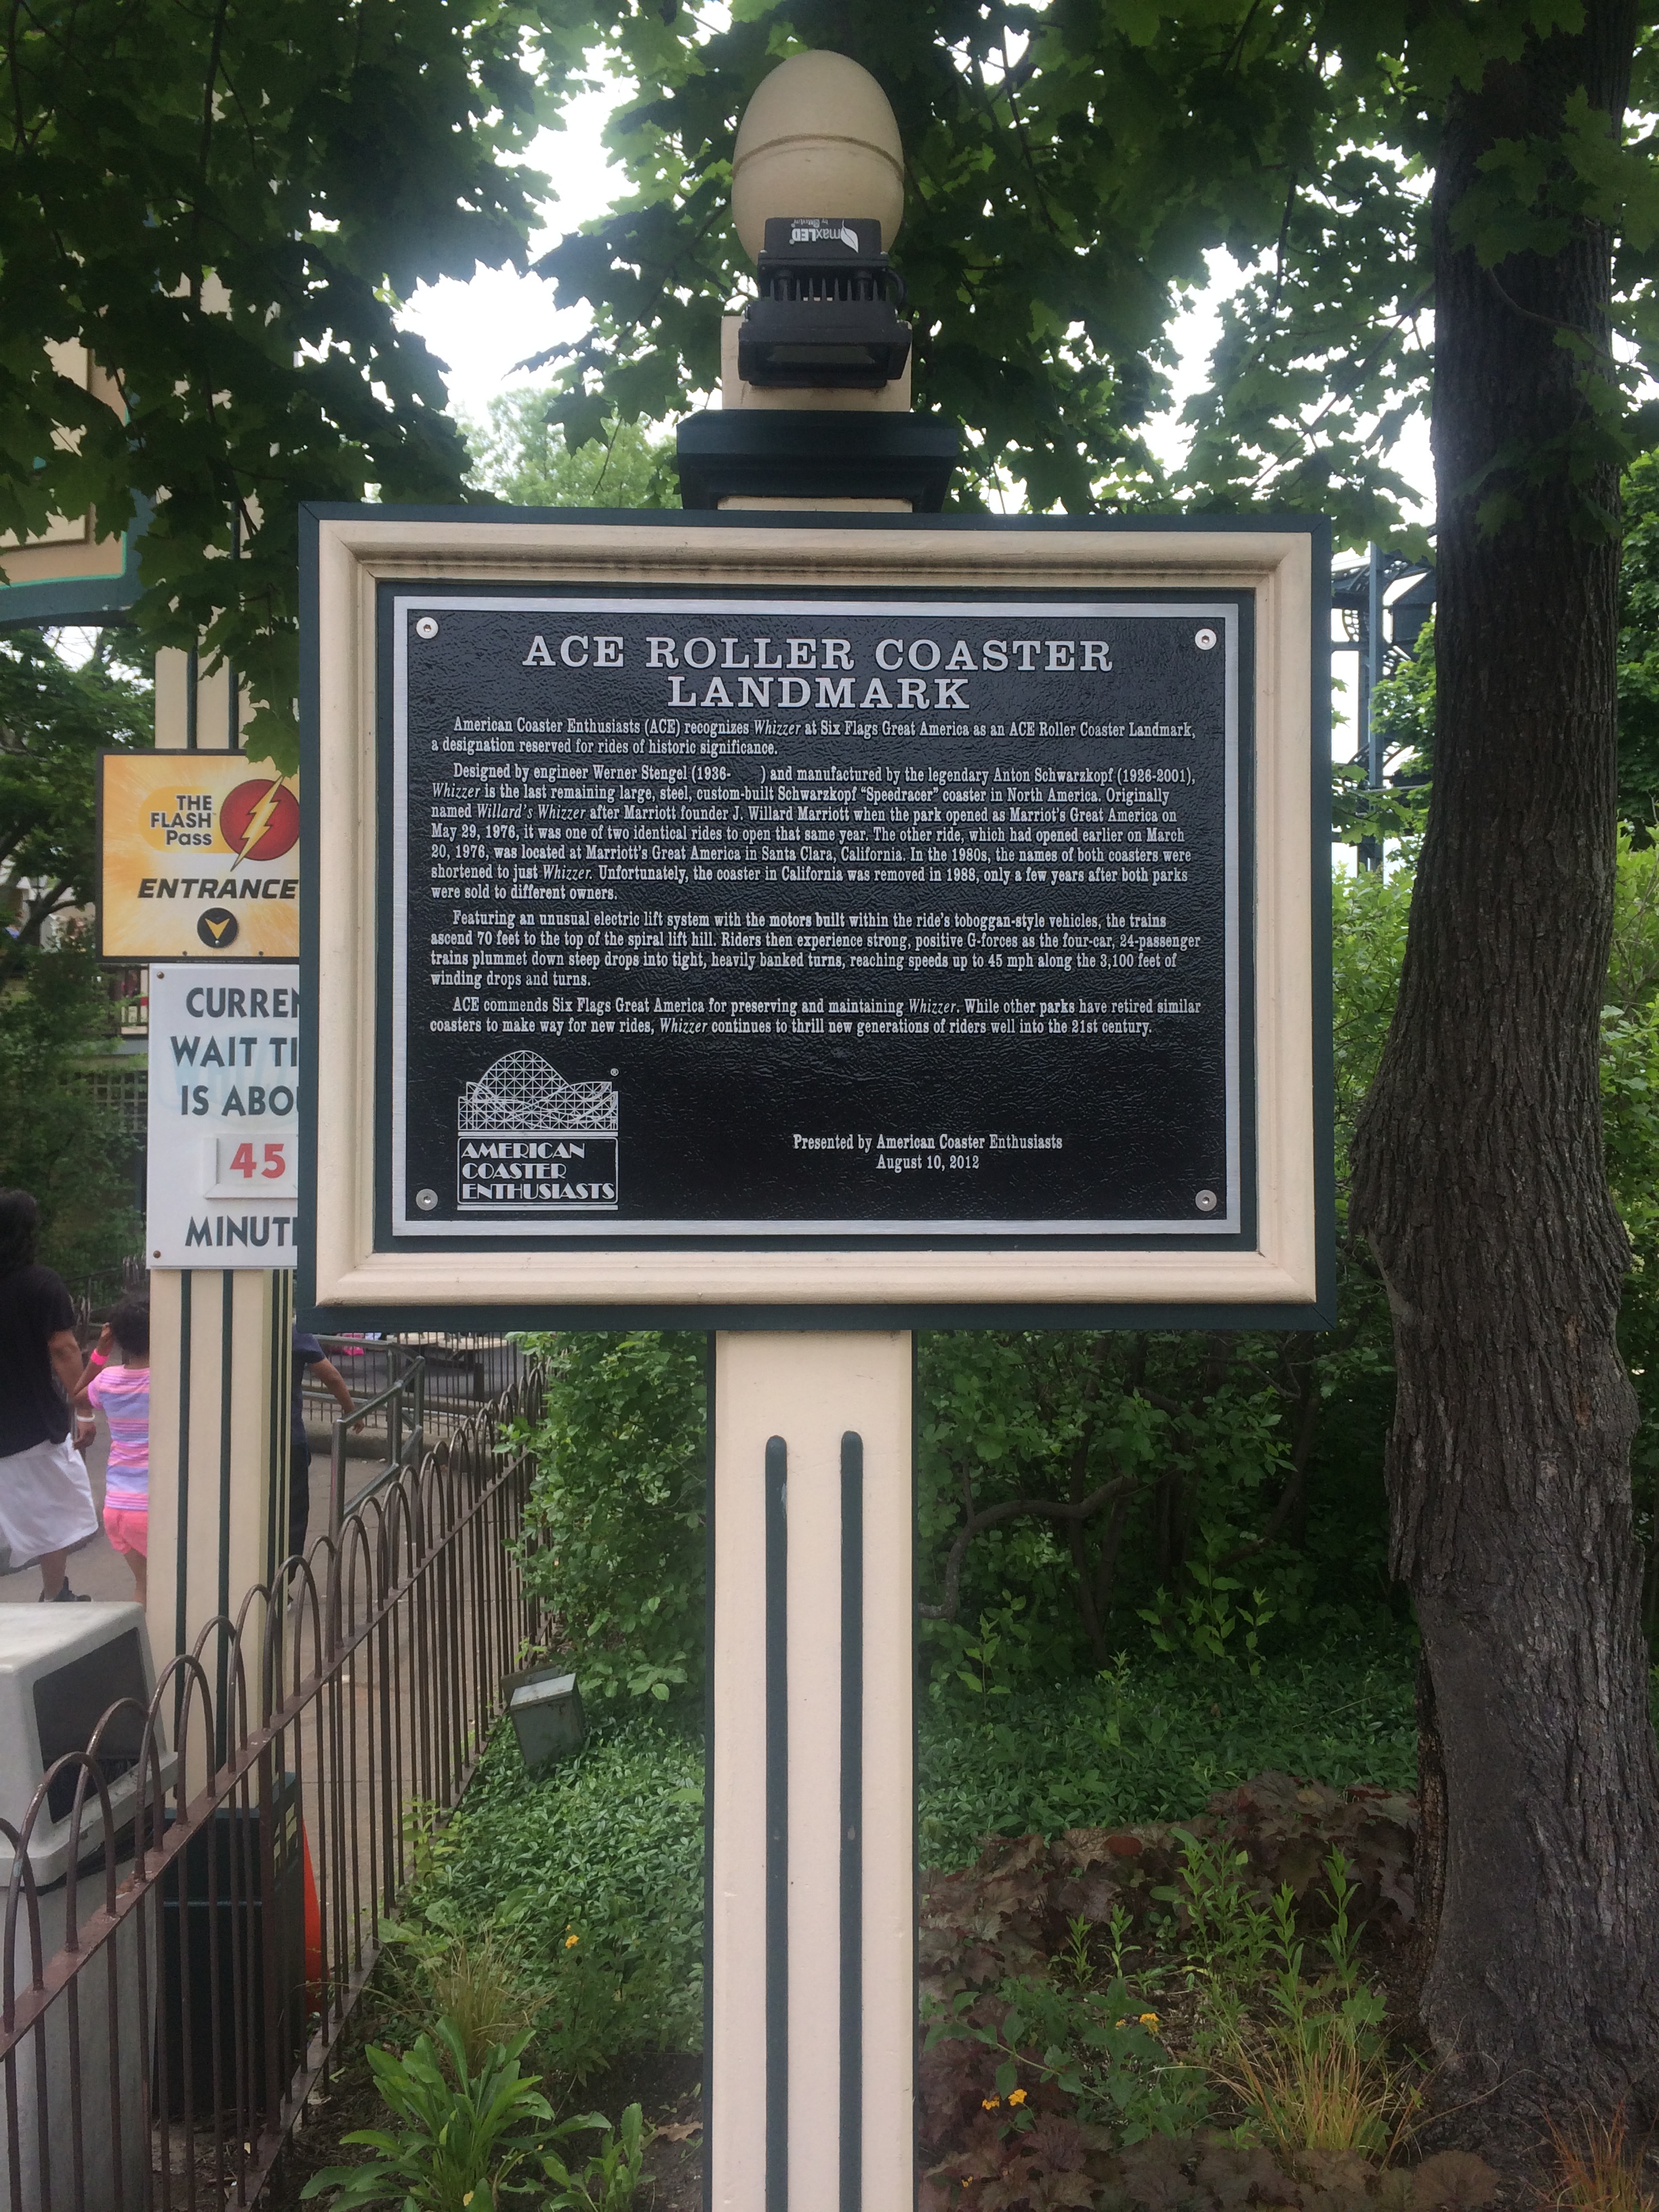 maxLED
ACE ROLLER COASTER
LANDMARK
American Coaster Enthusiasts (ACE) recognizes Whizzer at Six Flags Great America as an ACE Roller Coaster Landmark,
a designation reserved for rides of historic significance.
Designed by engineer Werner Stengel (1936- ) and manufactured by the legendary Anton Schwarzkopf (1926-2001),
Whizzer is the last remaining large, steel, custom-built Schwarzkopf “Speedracer” coaster in North America. Originally
named Willard's Whizzer after Marriott founder J. Willard Marriott when the park opened as Marriot's Great America on
May 29, 1976, it was one of two identical rides to open that same year. The other ride, which had opened earlier on March
20, 1976, was located at Marriott's Great America in Santa Clara, California. In the 1980s, the names of both coasters were
shortened to just Whizzer. Unfortunately, the coaster in California was removed in 1988, only a few years after both parks
were sold to different owners.
Featuring an unusual electric lift system with the motors built within the ride's toboggan-style vehicles, the trains
ascend 70 feet to the top of the spiral lift hill. Riders then experience strong, positive G-forces as the four-car, 24-passenger
trains plummet down steep drops into tight, heavily banked turns, reaching speeds up to 45 mph along the 3,100 feet of
winding drops and turns.
ACE commends Six Flags Great America for preserving and maintaining Whizzer. While other parks have retired similar
coasters to make way for new rides, Whizzer continues to thrill new generations of riders well into the 21st century.
®
AMERICAN
COASTER
ENTHUSIASTS
Presented by American Coaster Enthusiasts
August 10, 2012
THE
FLASH
Pass
ENTRANCE
CURREN
WAIT TI
IS ABOU
45
MINUT